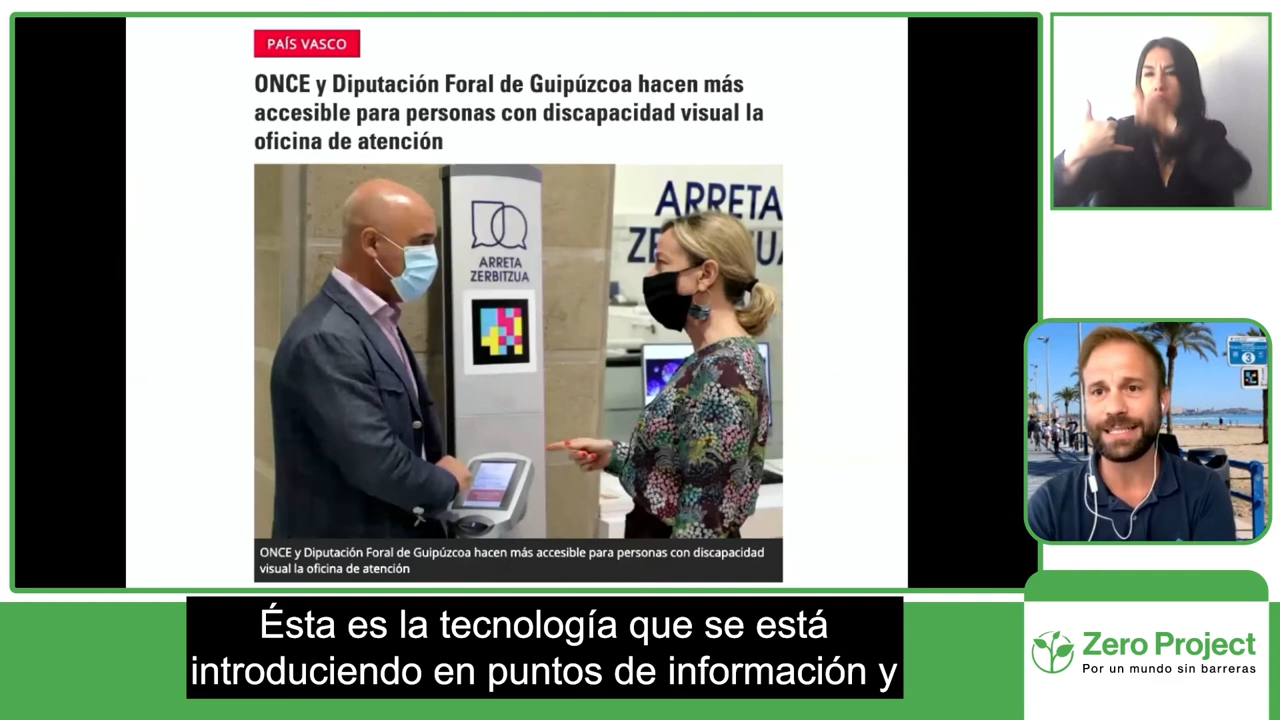 PAÍS VASCO
ONCE y Diputación Foral de Guipúzcoa hacen más
accesible para personas con discapacidad visual la
oficina de atención
ARRETA
ZERBITZUA
ARRETA
ZERBITZUA
3
ONCE y Diputación Foral de Guipúzcoa hacen más accesible para personas con discapacidad
visual la oficina de atención
Ésta es la tecnología que se está
introduciendo en puntos de información y
Zero Project
Por un mundo sin barreras